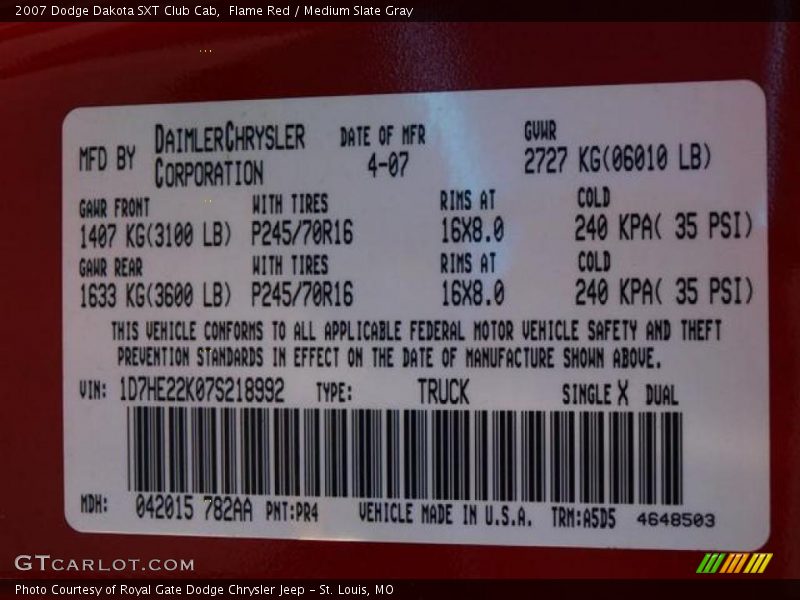 2007 Dodge Dakota SXT Club Cab,  Flame Red / Medium Slate Gray
MFD BY DAIMLERCHRYSLER CORPORATION DATE OF MFR 4-07 GVWR 2727 KG(06010 LB)
GAWR FRONT WITH TIRES RIMS AT COLD
1407 KG(3100 LB) P245/70R16 16X8.0 240 KPA( 35 PSI)
GAWR REAR WITH TIRES RIMS AT COLD
1633 KG(3600 LB) P245/70R16 16X8.0 240 KPA( 35 PSI)
THIS VEHICLE CONFORMS TO ALL APPLICABLE FEDERAL MOTOR VEHICLE SAFETY AND THEFT
PREVENTION STANDARDS IN EFFECT ON THE DATE OF MANUFACTURE SHOWN ABOVE.
VIN: 1D7HE22K07S218992 TYPE: TRUCK SINGLE X DUAL
MDH: 042015 782AA PNT:PR4 VEHICLE MADE IN U.S.A. TRM:A5D5 4648503
GTCARLOT.COM
Photo Courtesy of Royal Gate Dodge Chrysler Jeep - St. Louis, MO